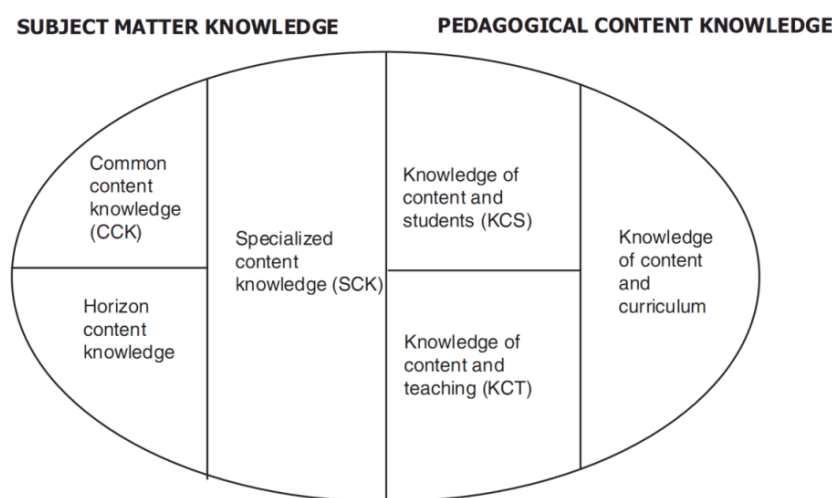 SUBJECT MATTER KNOWLEDGE
PEDAGOGICAL CONTENT KNOWLEDGE
Common
content
knowledge
(CCK)
Horizon
content
knowledge
Specialized
content
knowledge (SCK)
Knowledge of
content and
students (KCS)
Knowledge of
content and
teaching (KCT)
Knowledge
of content
and
curriculum